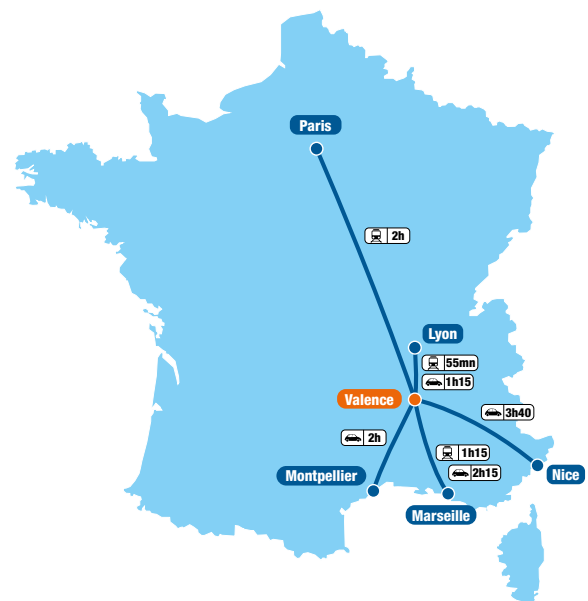 Paris
2h
Lyon
55mn
1h15
Valence
3h40
2h
1h15
2h15
Montpellier
Nice
Marseille